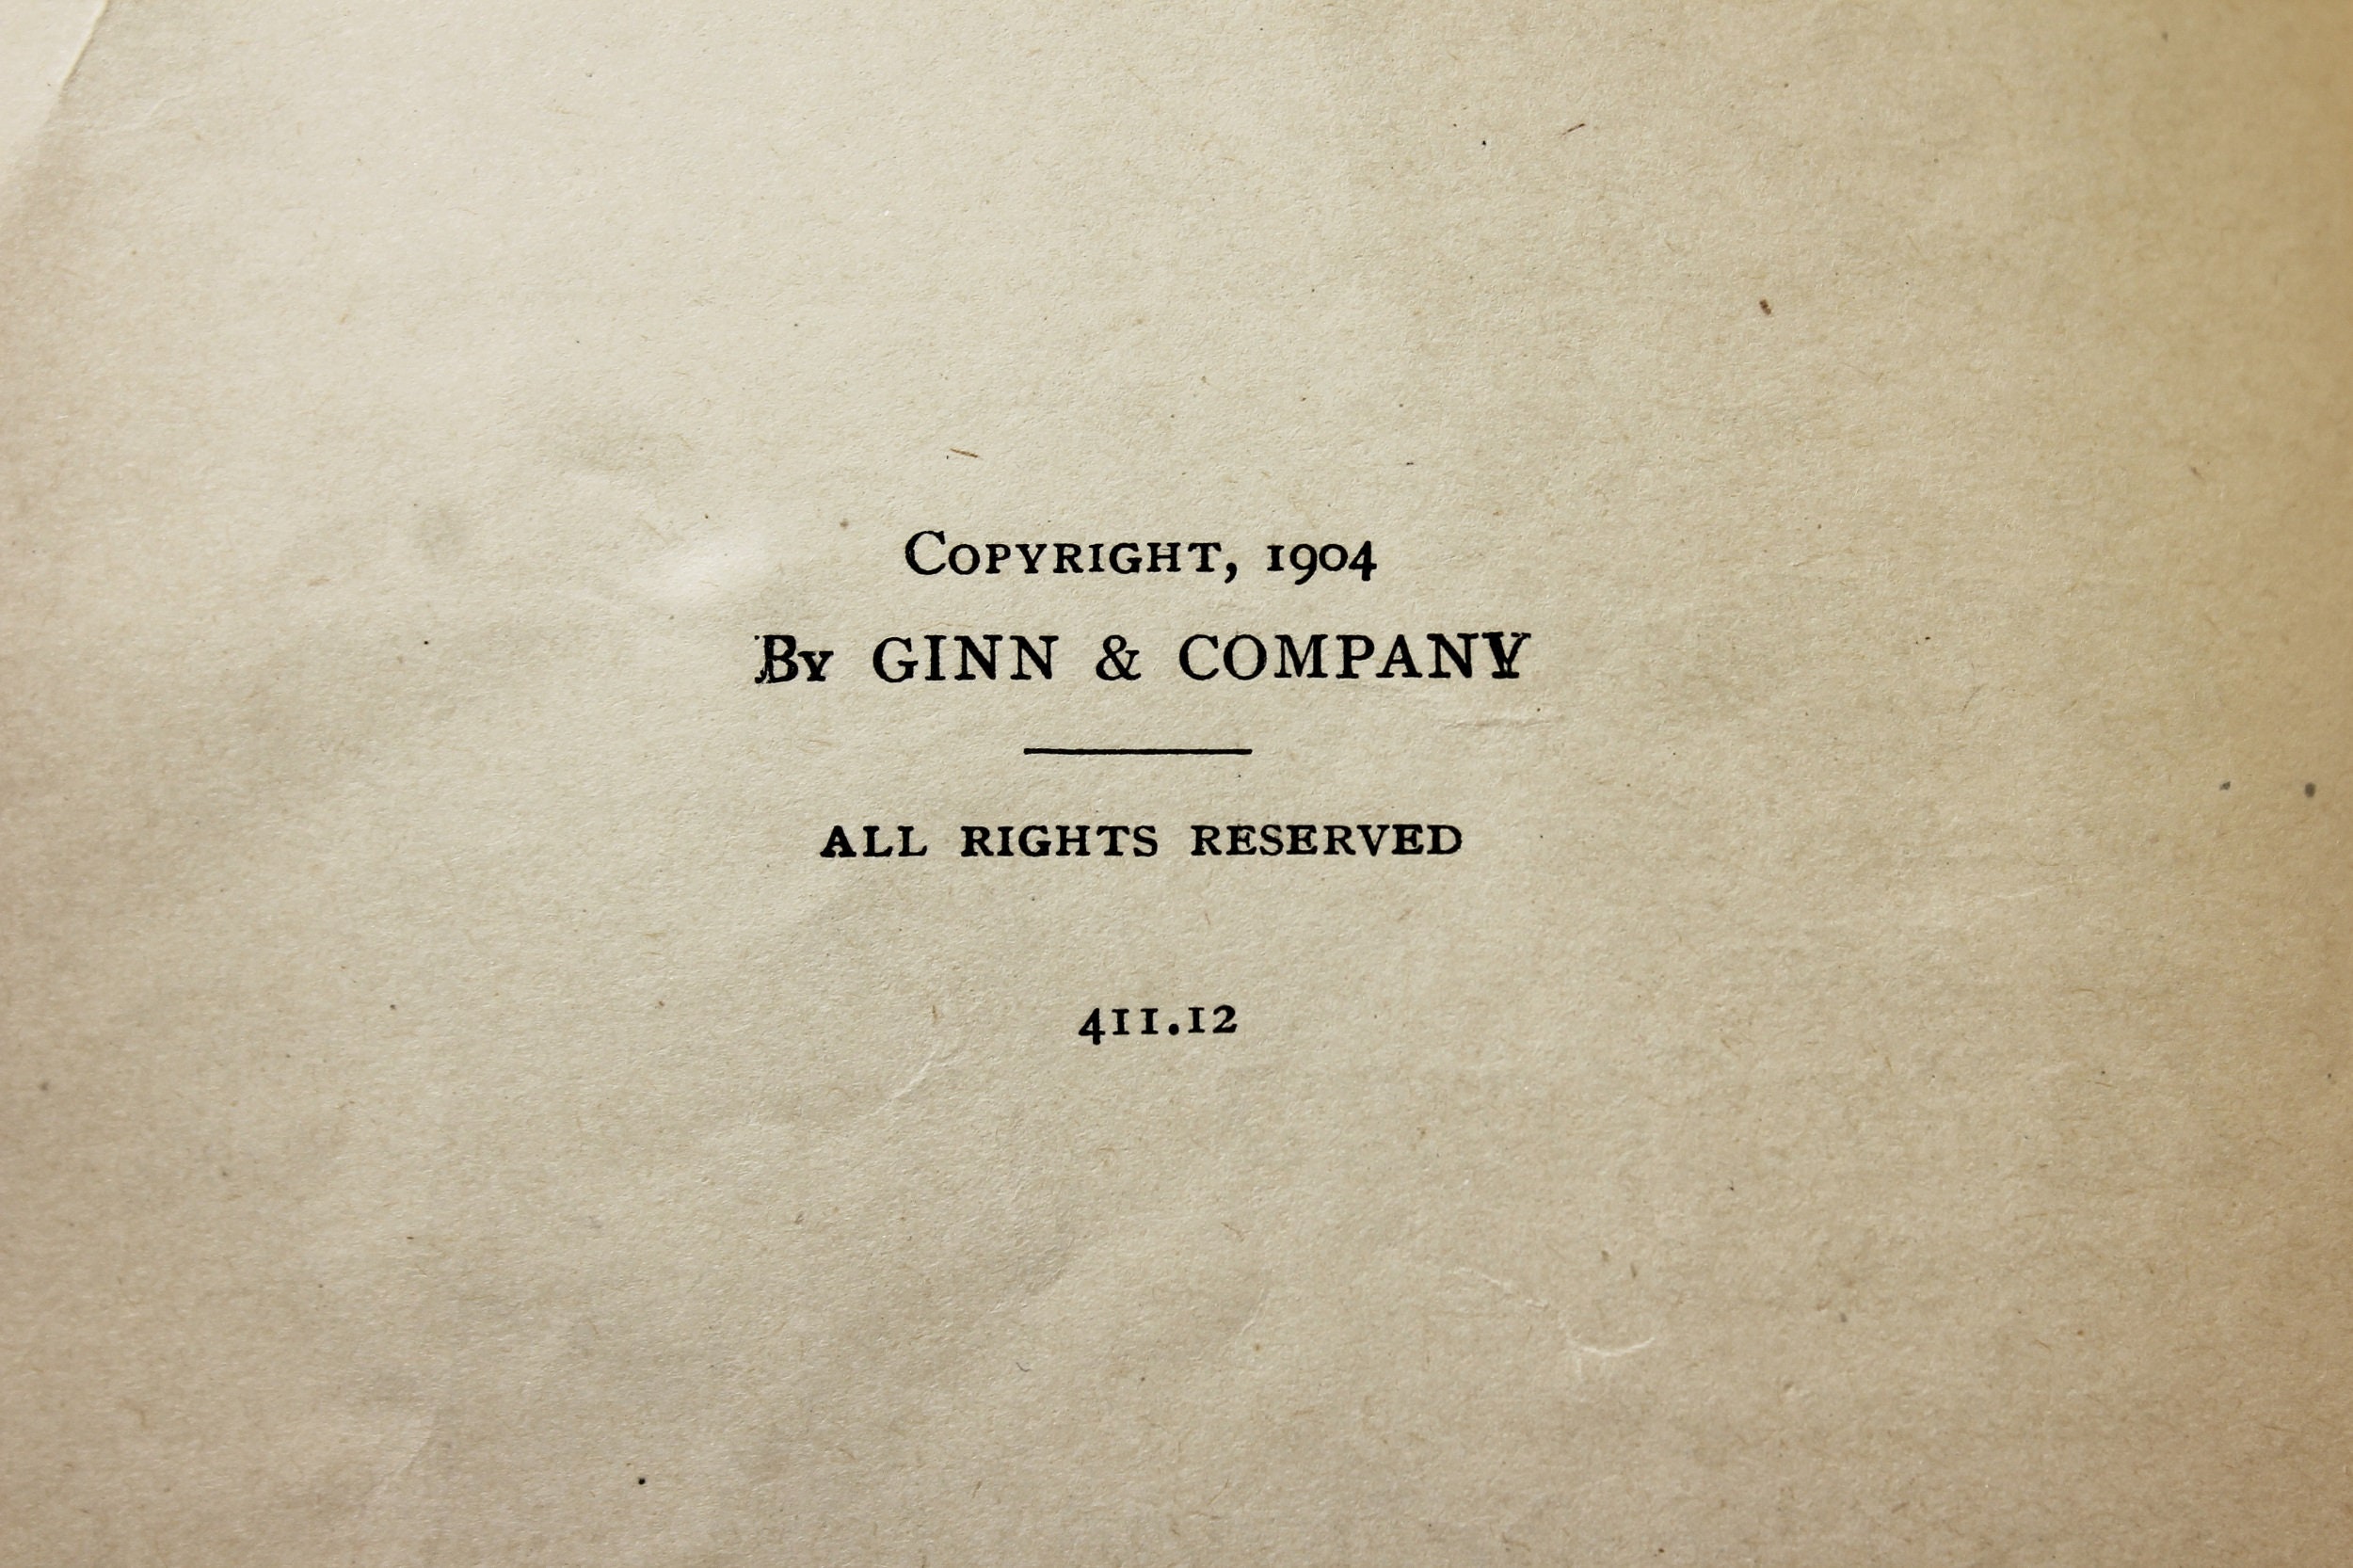 Copyright, 1904
By GINN & COMPANY
ALL RIGHTS RESERVED
411.12